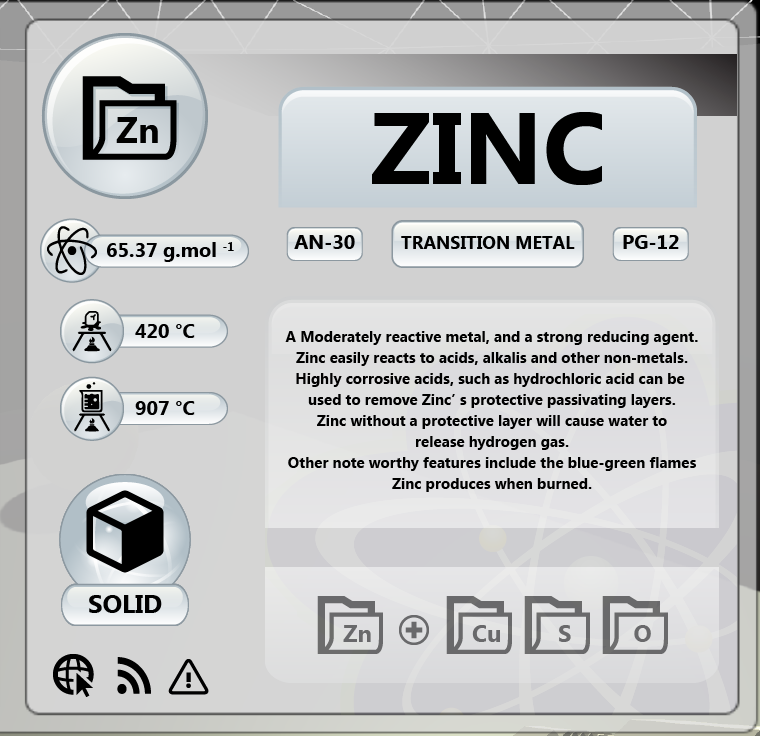 Zn
ZINC
65.37 g.mol -1
AN-30
TRANSITION METAL
PG-12
420 °C
907 °C
A Moderately reactive metal, and a strong reducing agent.
Zinc easily reacts to acids, alkalis and other non-metals.
Highly corrosive acids, such as hydrochloric acid can be
used to remove Zinc’ s protective passivating layers.
Zinc without a protective layer will cause water to
release hydrogen gas.
Other note worthy features include the blue-green flames
Zinc produces when burned.
SOLID
Zn + Cu S O